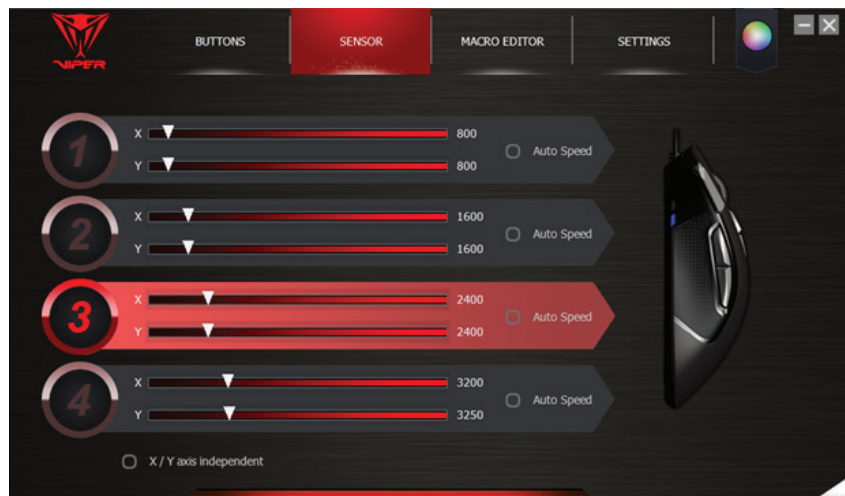 VIPER
BUTTONS
SENSOR
MACRO EDITOR
SETTINGS
1
X
800
Y
800
Auto Speed
2
X
1600
Y
1600
Auto Speed
3
X
2400
Y
2400
Auto Speed
4
X
3200
Y
3250
Auto Speed
X / Y axis independent